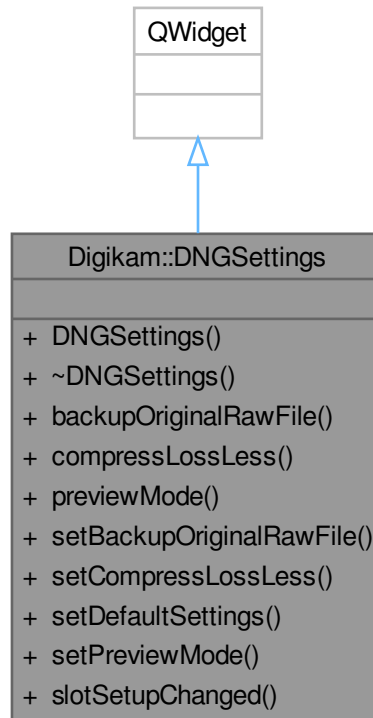 QWidget
Digikam::DNGSettings
+ DNGSettings()
+ ~DNGSettings()
+ backupOriginalRawFile()
+ compressLossLess()
+ previewMode()
+ setBackupOriginalRawFile()
+ setCompressLossLess()
+ setDefaultSettings()
+ setPreviewMode()
+ slotSetupChanged()